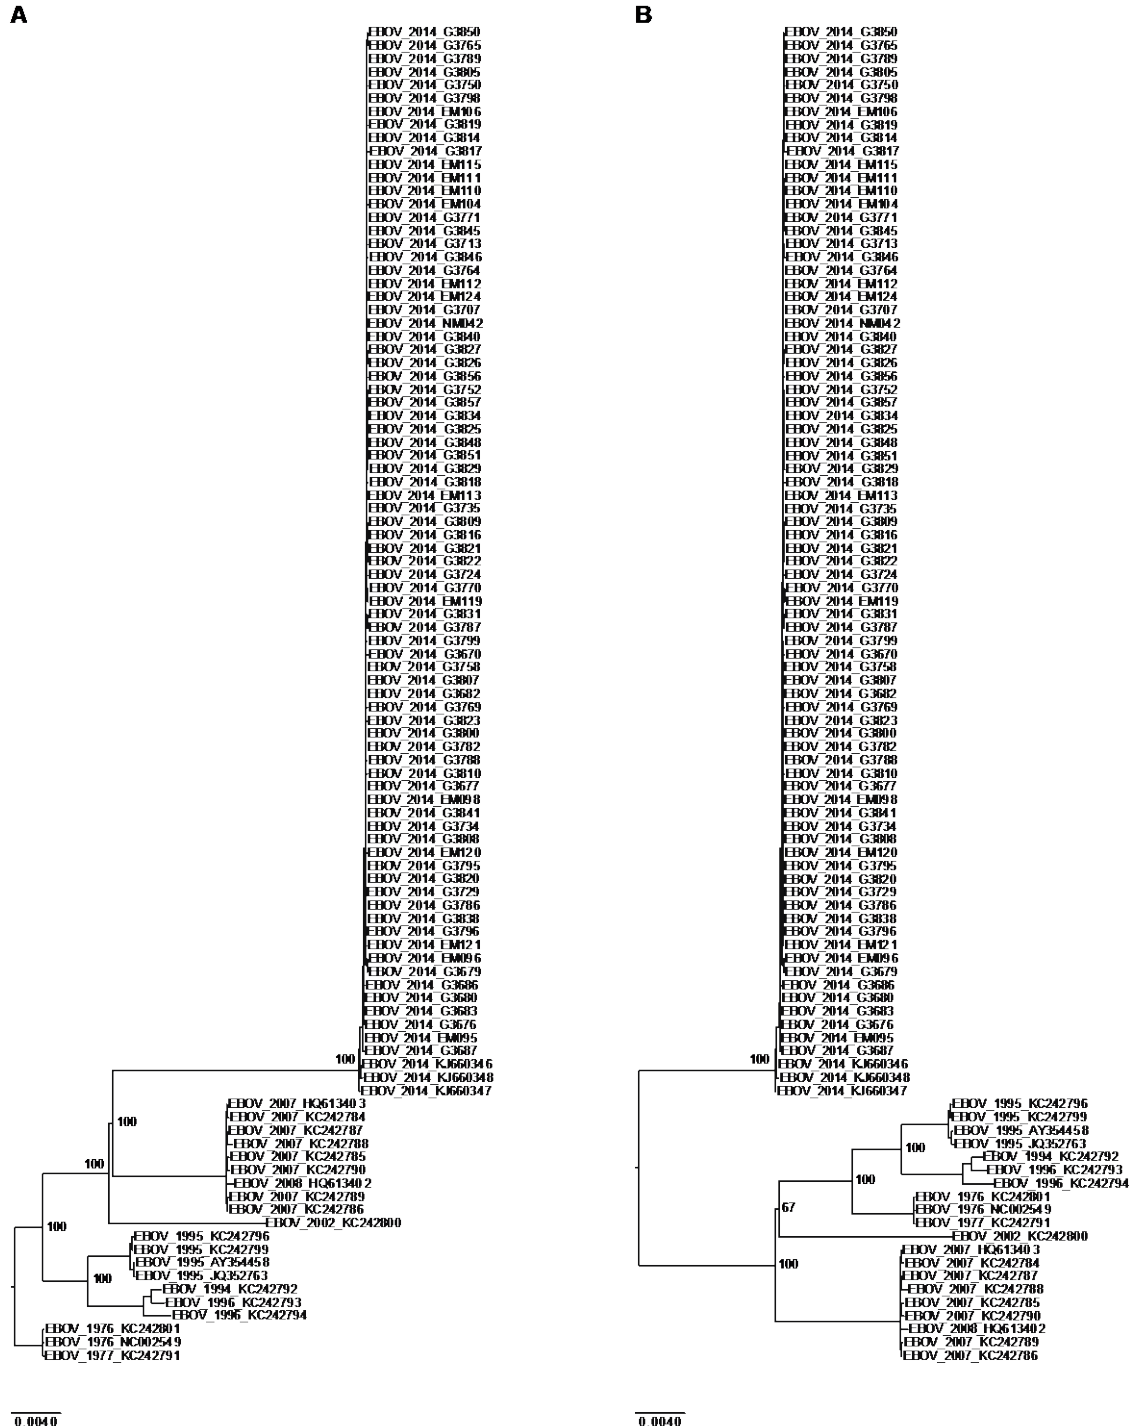 A
EBOV_2014_G3850
EBOV_2014_G3765
EBOV_2014_G3789
EBOV_2014_G3805
EBOV_2014_G3750
EBOV_2014_G3798
EBOV_2014_EM106
EBOV_2014_G3819
EBOV_2014_G3814
EBOV_2014_G3817
EBOV_2014_EM115
EBOV_2014_EM111
EBOV_2014_EM110
EBOV_2014_EM104
EBOV_2014_G3771
EBOV_2014_G3845
EBOV_2014_G3713
EBOV_2014_G3846
EBOV_2014_G3764
EBOV_2014_EM112
EBOV_2014_EM124
EBOV_2014_G3707
EBOV_2014_NM042
EBOV_2014_G3840
EBOV_2014_G3827
EBOV_2014_G3826
EBOV_2014_G3856
EBOV_2014_G3752
EBOV_2014_G3857
EBOV_2014_G3834
EBOV_2014_G3825
EBOV_2014_G3848
EBOV_2014_G3851
EBOV_2014_G3829
EBOV_2014_G3818
EBOV_2014_EM113
EBOV_2014_G3735
EBOV_2014_G3809
EBOV_2014_G3816
EBOV_2014_G3821
EBOV_2014_G3822
EBOV_2014_G3724
EBOV_2014_G3770
EBOV_2014_EM119
EBOV_2014_G3831
EBOV_2014_G3787
EBOV_2014_G3799
EBOV_2014_G3670
EBOV_2014_G3758
EBOV_2014_G3807
EBOV_2014_G3682
EBOV_2014_G3769
EBOV_2014_G3823
EBOV_2014_G3800
EBOV_2014_G3782
EBOV_2014_G3788
EBOV_2014_G3810
EBOV_2014_G3677
EBOV_2014_EM098
EBOV_2014_G3841
EBOV_2014_G3734
EBOV_2014_G3808
EBOV_2014_EM120
EBOV_2014_G3795
EBOV_2014_G3820
EBOV_2014_G3729
EBOV_2014_G3786
EBOV_2014_G3838
EBOV_2014_G3796
EBOV_2014_EM121
EBOV_2014_EM096
EBOV_2014_G3679
EBOV_2014_G3686
EBOV_2014_G3680
EBOV_2014_G3683
EBOV_2014_G3676
EBOV_2014_EM095
EBOV_2014_G3687
100
EBOV_2014_KJ660346
EBOV_2014_KJ660348
EBOV_2014_KJ660347
EBOV_2007_HQ613403
EBOV_2007_KC242784
100
EBOV_2007_KC242787
EBOV_2007_KC242788
EBOV_2007_KC242785
100
EBOV_2007_KC242790
EBOV_2008_HQ613402
EBOV_2007_KC242789
EBOV_2007_KC242786
EBOV_2002_KC242800
100
EBOV_1995_KC242796
EBOV_1995_KC242799
EBOV_1995_AY354458
EBOV_1995_JQ352763
100
EBOV_1994_KC242792
EBOV_1996_KC242793
EBOV_1996_KC242794
EBOV_1976_KC242801
EBOV_1976_NC002549
EBOV_1977_KC242791
0.0040
B
EBOV_2014_G3850
EBOV_2014_G3765
EBOV_2014_G3789
EBOV_2014_G3805
EBOV_2014_G3750
EBOV_2014_G3798
EBOV_2014_EM106
EBOV_2014_G3819
EBOV_2014_G3814
EBOV_2014_G3817
EBOV_2014_EM115
EBOV_2014_EM111
EBOV_2014_EM110
EBOV_2014_EM104
EBOV_2014_G3771
EBOV_2014_G3845
EBOV_2014_G3713
EBOV_2014_G3846
EBOV_2014_G3764
EBOV_2014_EM112
EBOV_2014_EM124
EBOV_2014_G3707
EBOV_2014_NM042
EBOV_2014_G3840
EBOV_2014_G3827
EBOV_2014_G3826
EBOV_2014_G3856
EBOV_2014_G3752
EBOV_2014_G3857
EBOV_2014_G3834
EBOV_2014_G3825
EBOV_2014_G3848
EBOV_2014_G3851
EBOV_2014_G3829
EBOV_2014_G3818
EBOV_2014_EM113
EBOV_2014_G3735
EBOV_2014_G3809
EBOV_2014_G3816
EBOV_2014_G3821
EBOV_2014_G3822
EBOV_2014_G3724
EBOV_2014_G3770
EBOV_2014_EM119
EBOV_2014_G3831
EBOV_2014_G3787
EBOV_2014_G3799
EBOV_2014_G3670
EBOV_2014_G3758
EBOV_2014_G3807
EBOV_2014_G3682
EBOV_2014_G3769
EBOV_2014_G3823
EBOV_2014_G3800
EBOV_2014_G3782
EBOV_2014_G3788
EBOV_2014_G3810
EBOV_2014_G3677
EBOV_2014_EM098
EBOV_2014_G3841
EBOV_2014_G3734
EBOV_2014_G3808
EBOV_2014_EM120
EBOV_2014_G3795
EBOV_2014_G3820
EBOV_2014_G3729
EBOV_2014_G3786
EBOV_2014_G3838
EBOV_2014_G3796
EBOV_2014_EM121
EBOV_2014_EM096
EBOV_2014_G3679
EBOV_2014_G3686
EBOV_2014_G3680
EBOV_2014_G3683
EBOV_2014_G3676
EBOV_2014_EM095
EBOV_2014_G3687
100
EBOV_2014_KJ660346
EBOV_2014_KJ660348
EBOV_2014_KJ660347
EBOV_1995_KC242796
EBOV_1995_KC242799
EBOV_1995_AY354458
EBOV_1995_JQ352763
100
EBOV_1994_KC242792
EBOV_1996_KC242793
100
EBOV_1996_KC242794
EBOV_1976_KC242801
67
EBOV_1976_NC002549
EBOV_1977_KC242791
EBOV_2002_KC242800
EBOV_2007_HQ613403
100
EBOV_2007_KC242784
EBOV_2007_KC242787
EBOV_2007_KC242788
EBOV_2007_KC242785
EBOV_2007_KC242790
EBOV_2008_HQ613402
EBOV_2007_KC242789
EBOV_2007_KC242786
0.0040